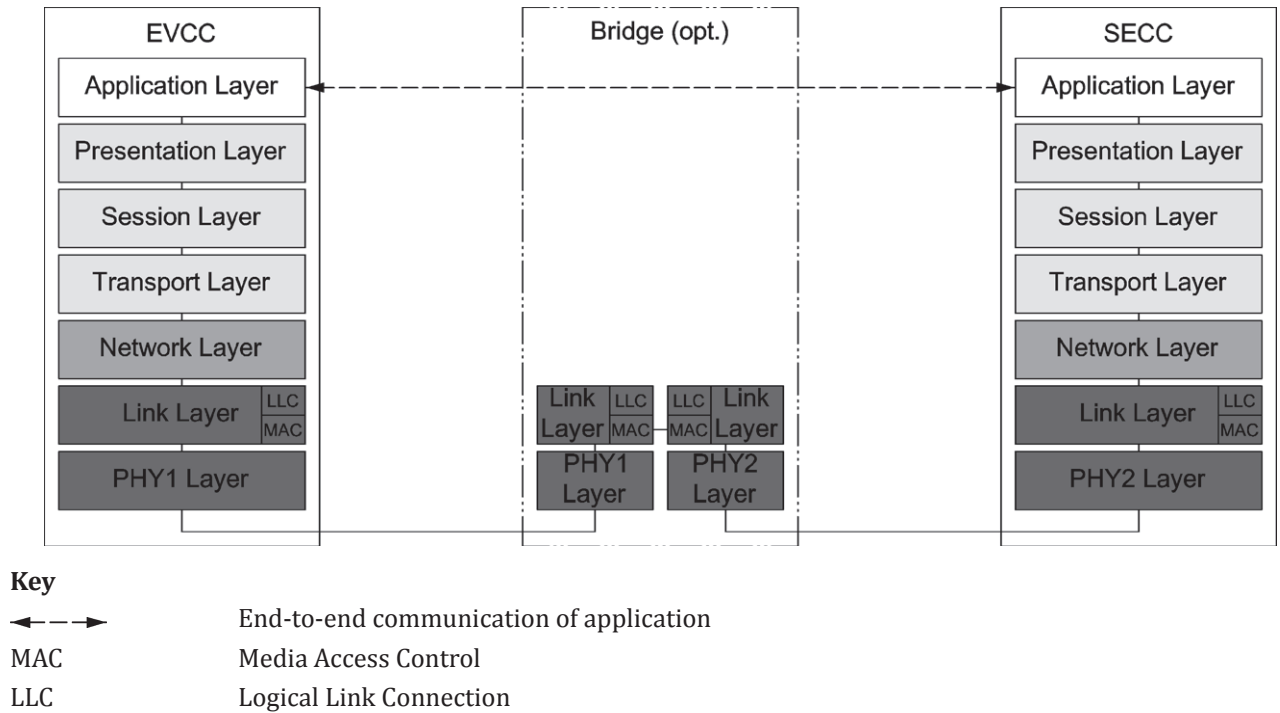 EVCC
Application Layer
Presentation Layer
Session Layer
Transport Layer
Network Layer
Link Layer
LLC
MAC
PHY1 Layer
Bridge (opt.)
Link
Layer
LLC
MAC
LLC
MAC
Link
Layer
PHY1
Layer
PHY2
Layer
SECC
Application Layer
Presentation Layer
Session Layer
Transport Layer
Network Layer
Link Layer
LLC
MAC
PHY2 Layer
Key
End-to-end communication of application
MAC Media Access Control
LLC Logical Link Connection